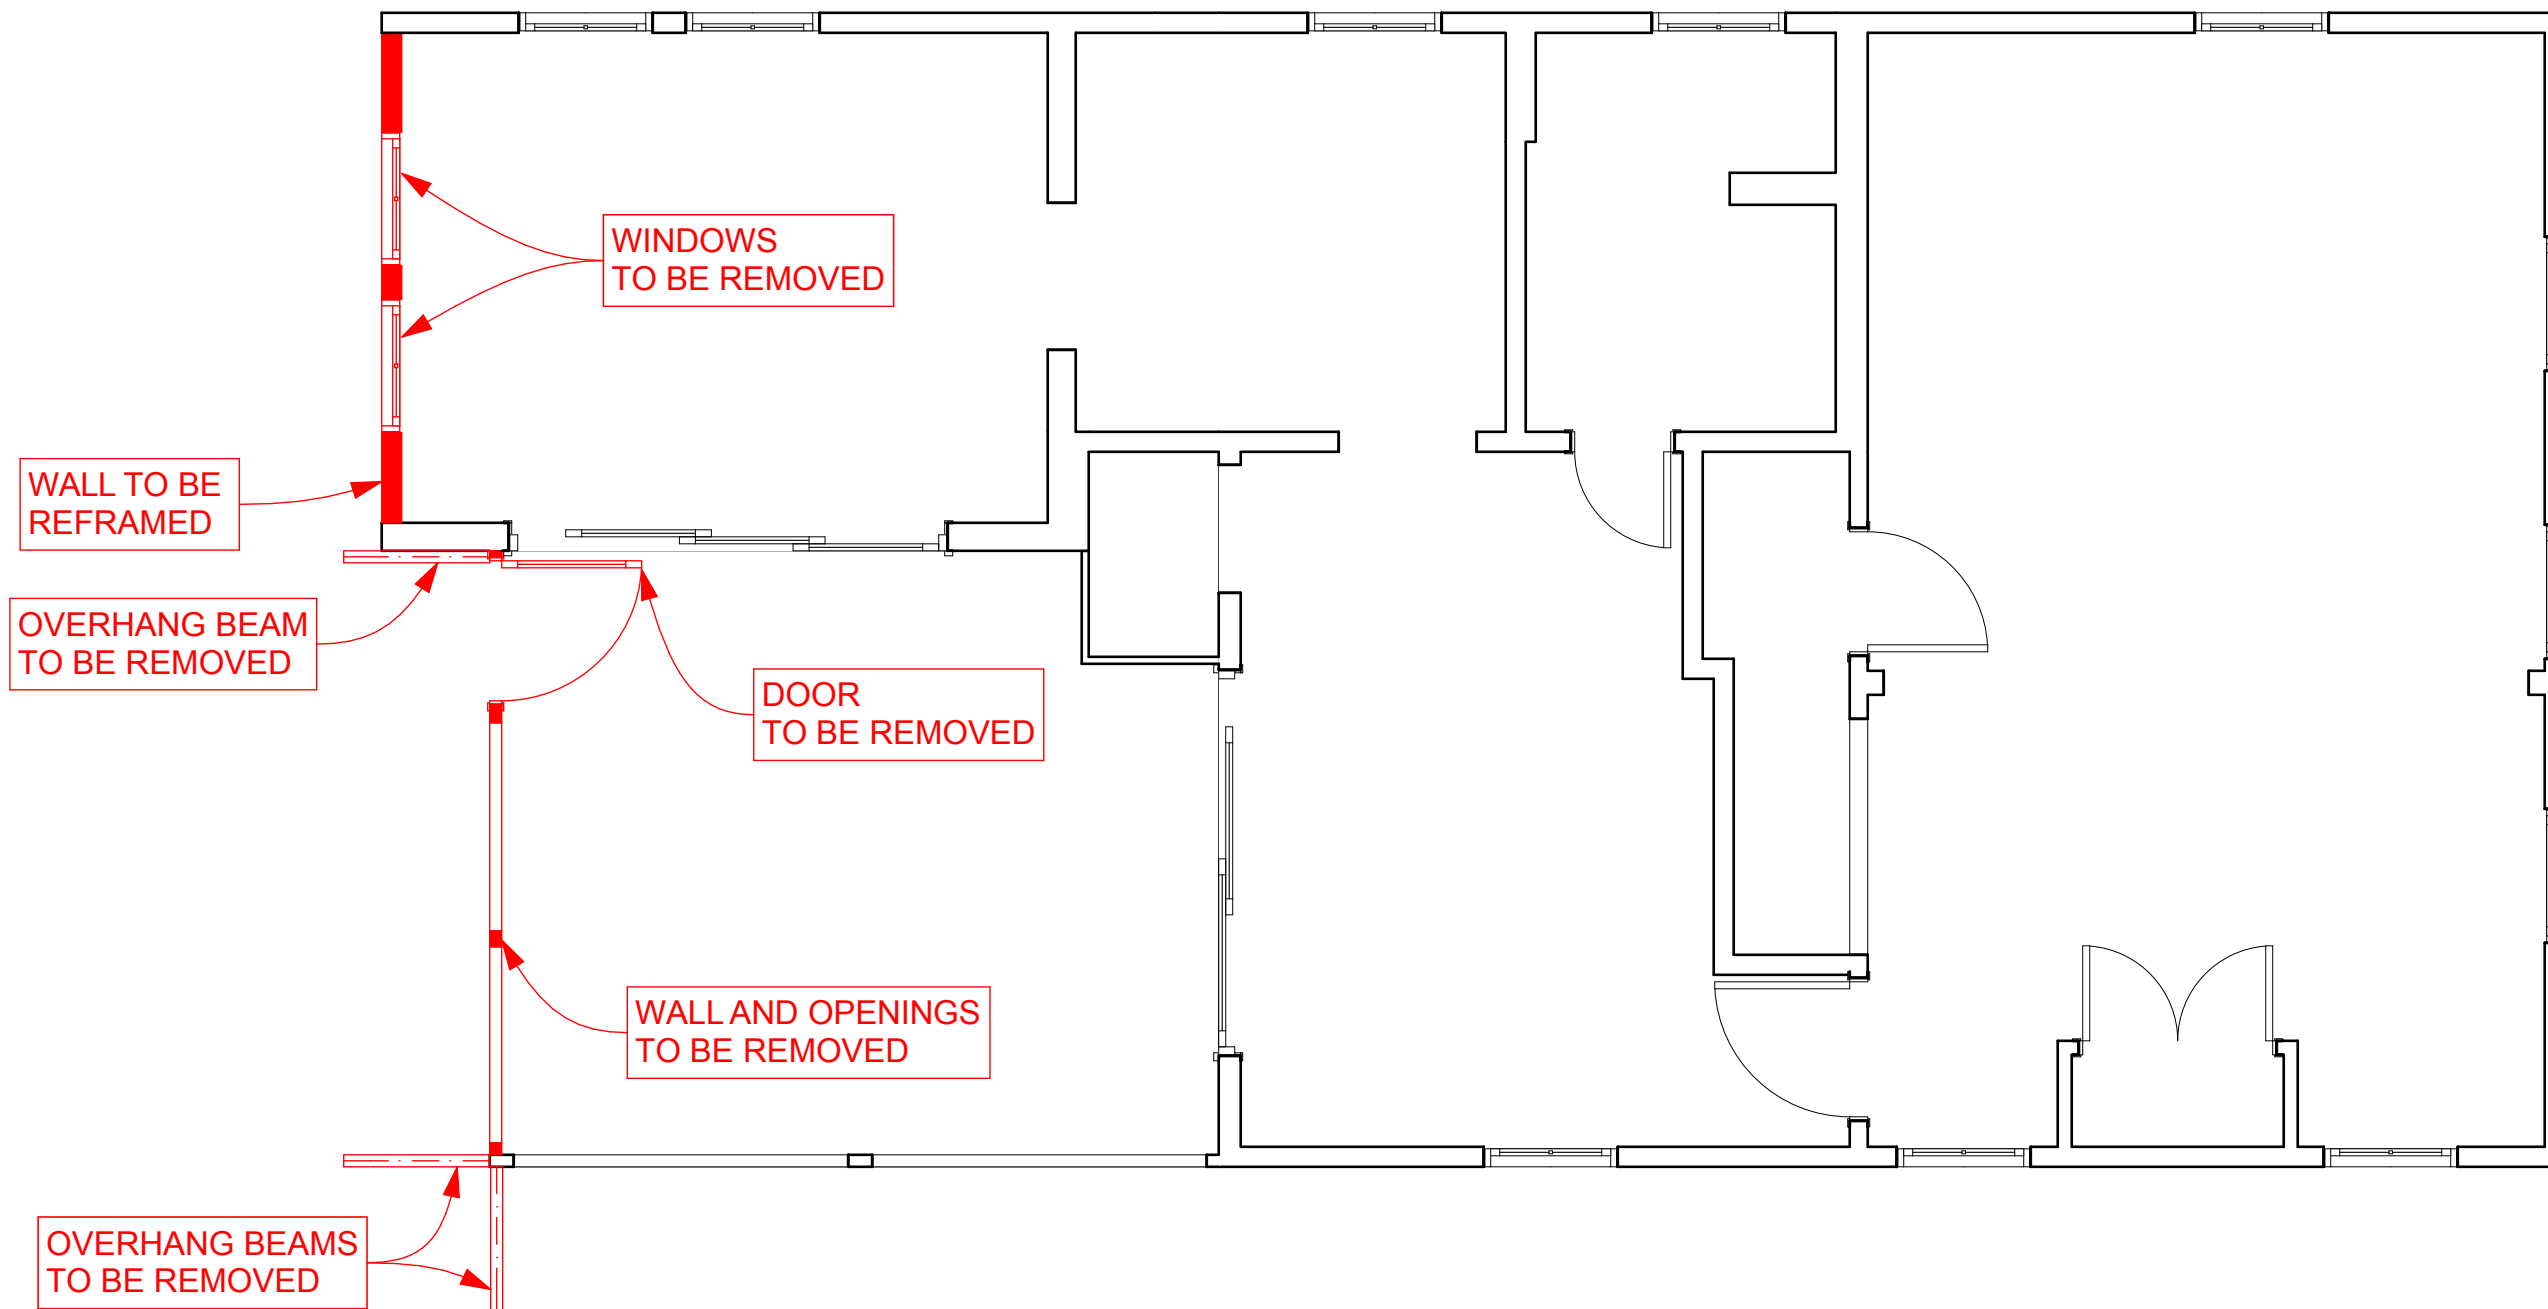 WINDOWS
TO BE REMOVED
WALL TO BE
REFRAMED
OVERHANG BEAM
TO BE REMOVED
DOOR
TO BE REMOVED
WALL AND OPENINGS
TO BE REMOVED
OVERHANG BEAMS
TO BE REMOVED